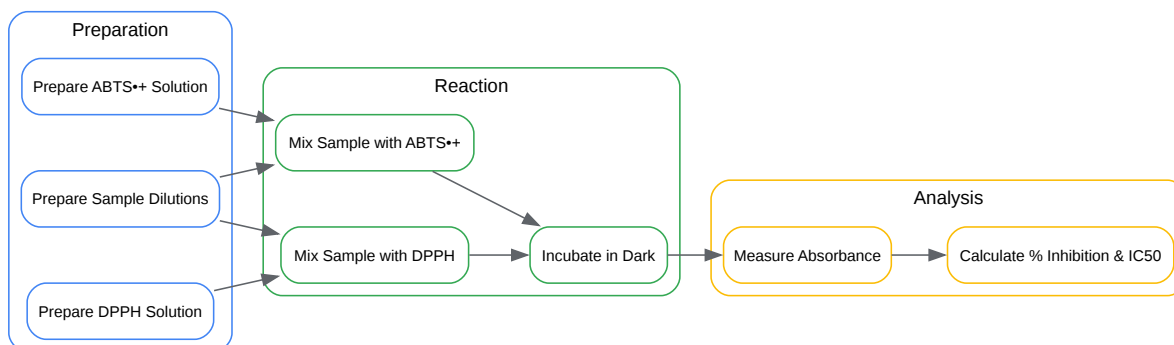 Preparation
Prepare ABTS•+ Solution
Prepare Sample Dilutions
Prepare DPPH Solution
Reaction
Mix Sample with ABTS•+
Mix Sample with DPPH
Incubate in Dark
Analysis
Measure Absorbance
Calculate % Inhibition & IC50